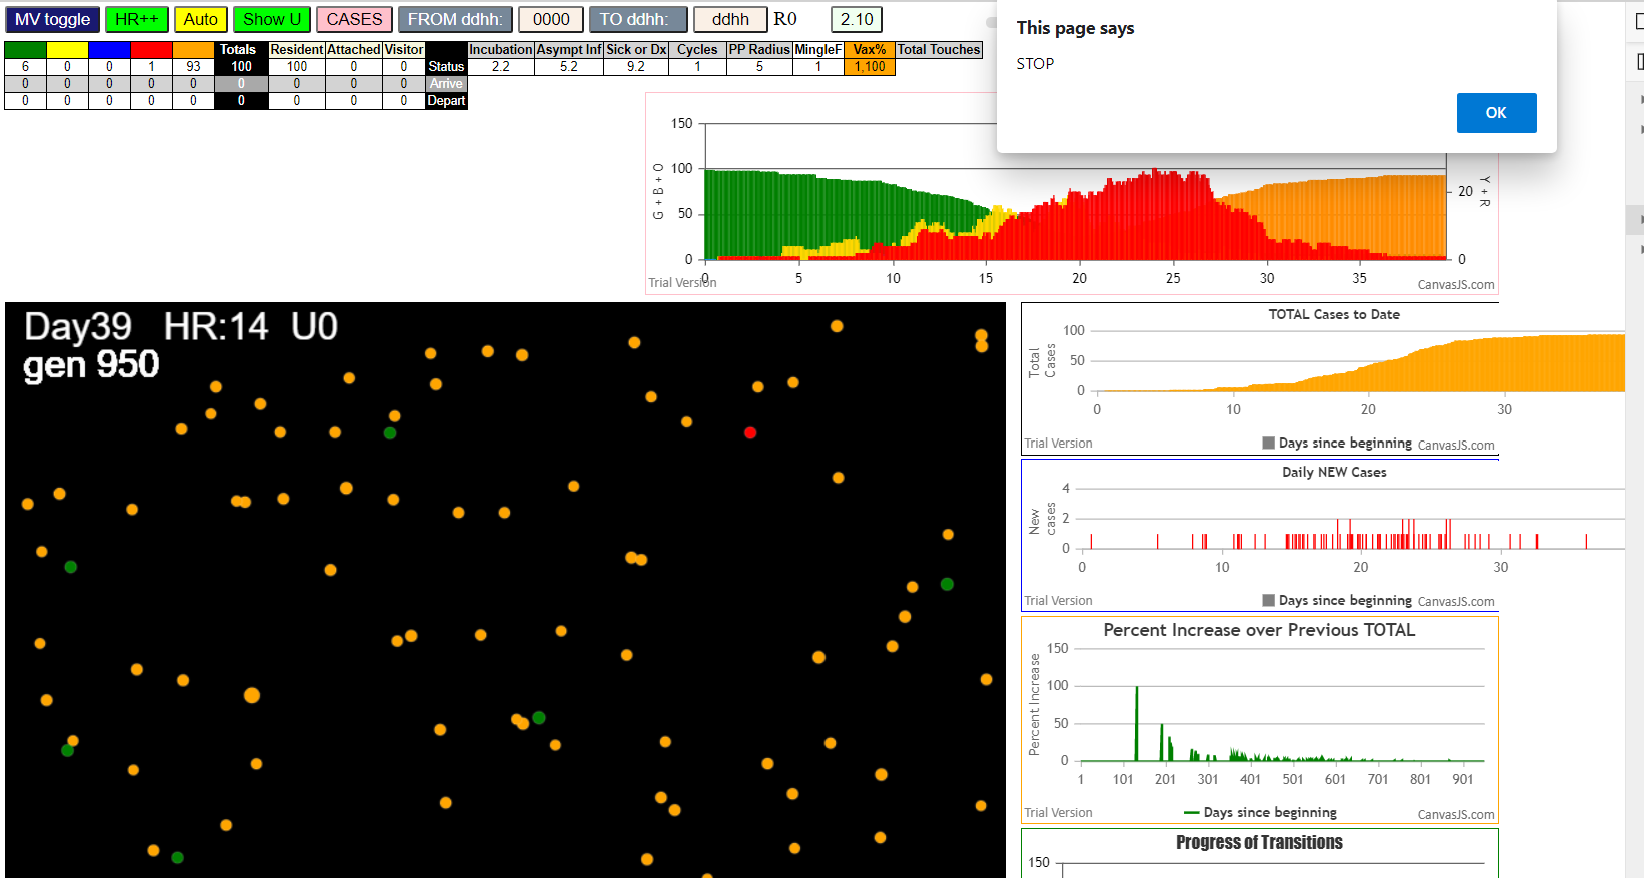 MV toggle HR++ Auto Show U CASES FROM ddhh: 0000 TO ddhh: ddhh R0 2.10
This page says
STOP
OK
Totals Resident Attached Visitor Incubation Asympt Inf Sick or Dx Cycles PP Radius MingleF Vax% Total Touches
6 0 0 1 93 100 100 0 0 Status 2.2 5.2 9.2 1 5 1 1,100
0 0 0 0 0 0 0 0 0 Arrive
0 0 0 0 0 0 0 0 0 Depart
150
100
50
0
G + B + O
20
0
Y + R
0 5 10 15 20 25 30 35
Trial Version CanvasJS.com
Day39 HR:14 U0
gen 950
TOTAL Cases to Date
Total Cases
100
50
0
0 10 20 30
Days since beginning
Trial Version CanvasJS.com
Daily NEW Cases
New cases
4
2
0
0 10 20 30
Days since beginning
Trial Version CanvasJS.com
Percent Increase over Previous TOTAL
Percent Increase
150
100
50
0
1 101 201 301 401 501 601 701 801 901
Days since beginning
Trial Version CanvasJS.com
Progress of Transitions
150